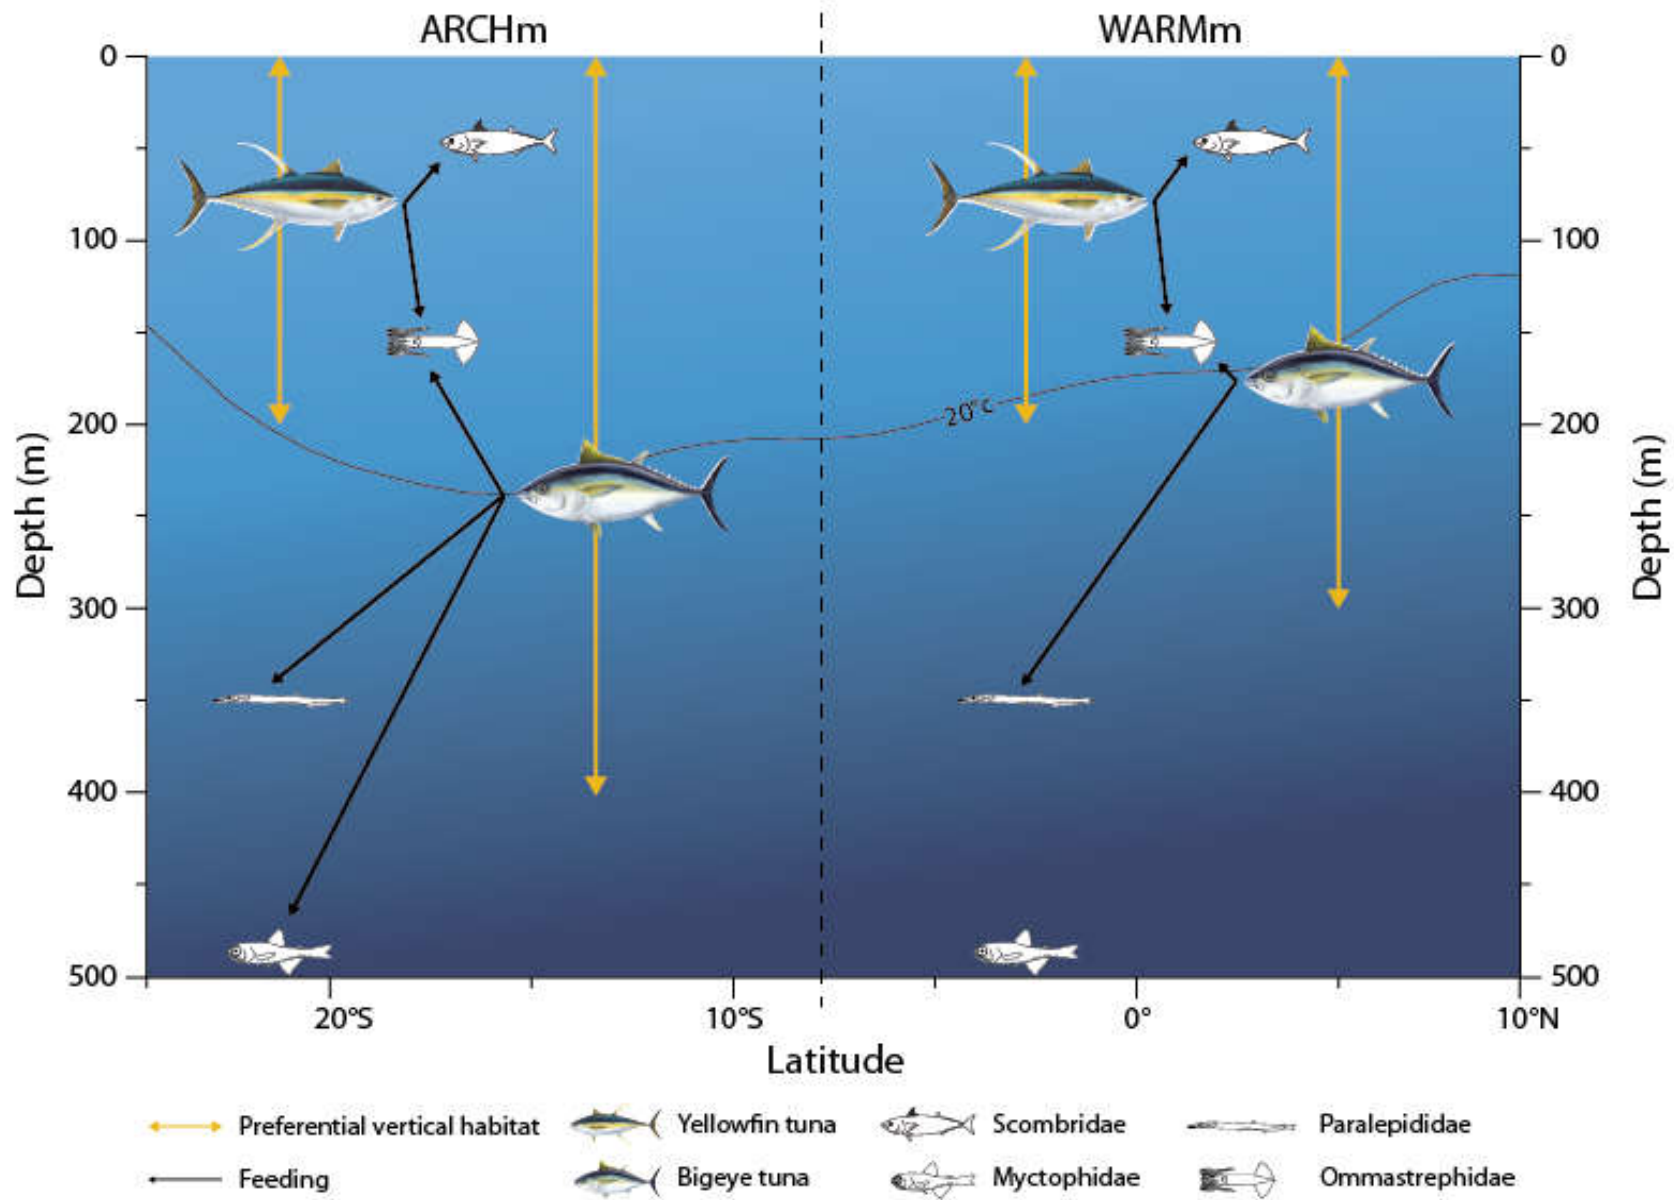 ARCHm WARMm
0 0
100 100
20°c
200 200
Depth (m) Depth (m)
300 300
400 400
500 500
20°S 10°S 0° 10°N
Latitude
Preferential vertical habitat Yellowfin tuna Scombridae Paralepididae
Feeding Bigeye tuna Myctophidae Ommastrephidae